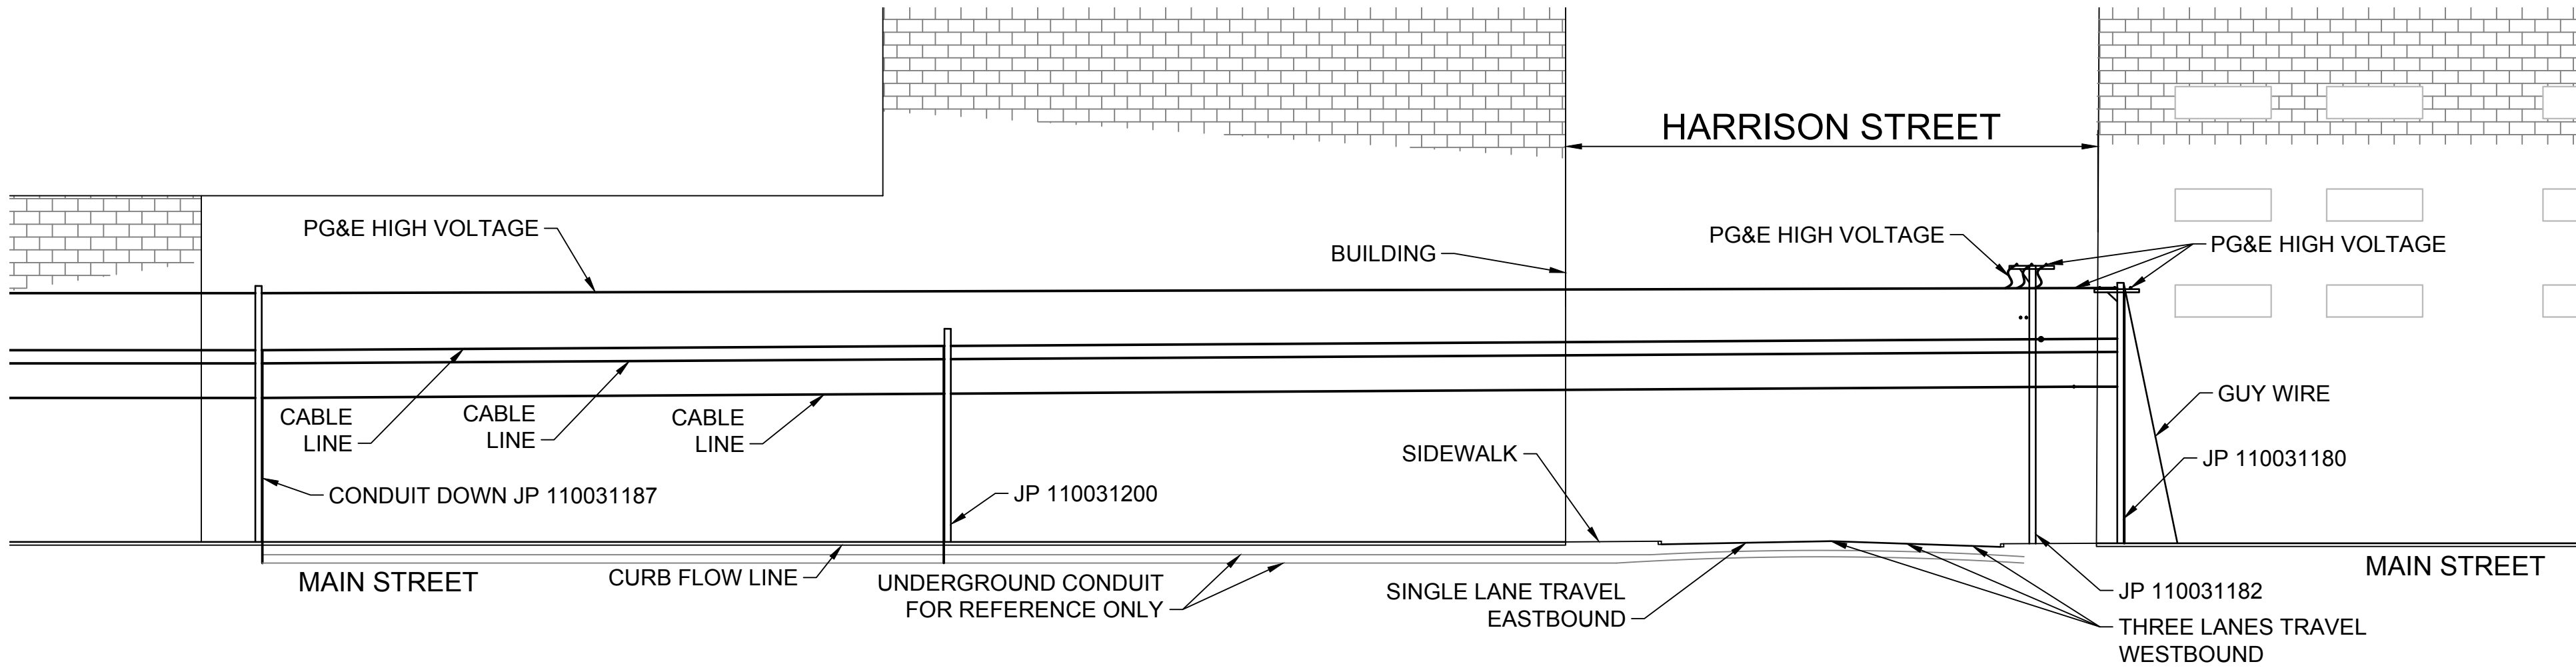 HARRISON STREET
PG&E HIGH VOLTAGE
BUILDING
PG&E HIGH VOLTAGE
PG&E HIGH VOLTAGE
CABLE
LINE
CABLE
LINE
CABLE
LINE
GUY WIRE
SIDEWALK
JP 110031180
CONDUIT DOWN JP 110031187
JP 110031200
MAIN STREET
CURB FLOW LINE
UNDERGROUND CONDUIT
FOR REFERENCE ONLY
SINGLE LANE TRAVEL
EASTBOUND
MAIN STREET
JP 110031182
THREE LANES TRAVEL
WESTBOUND